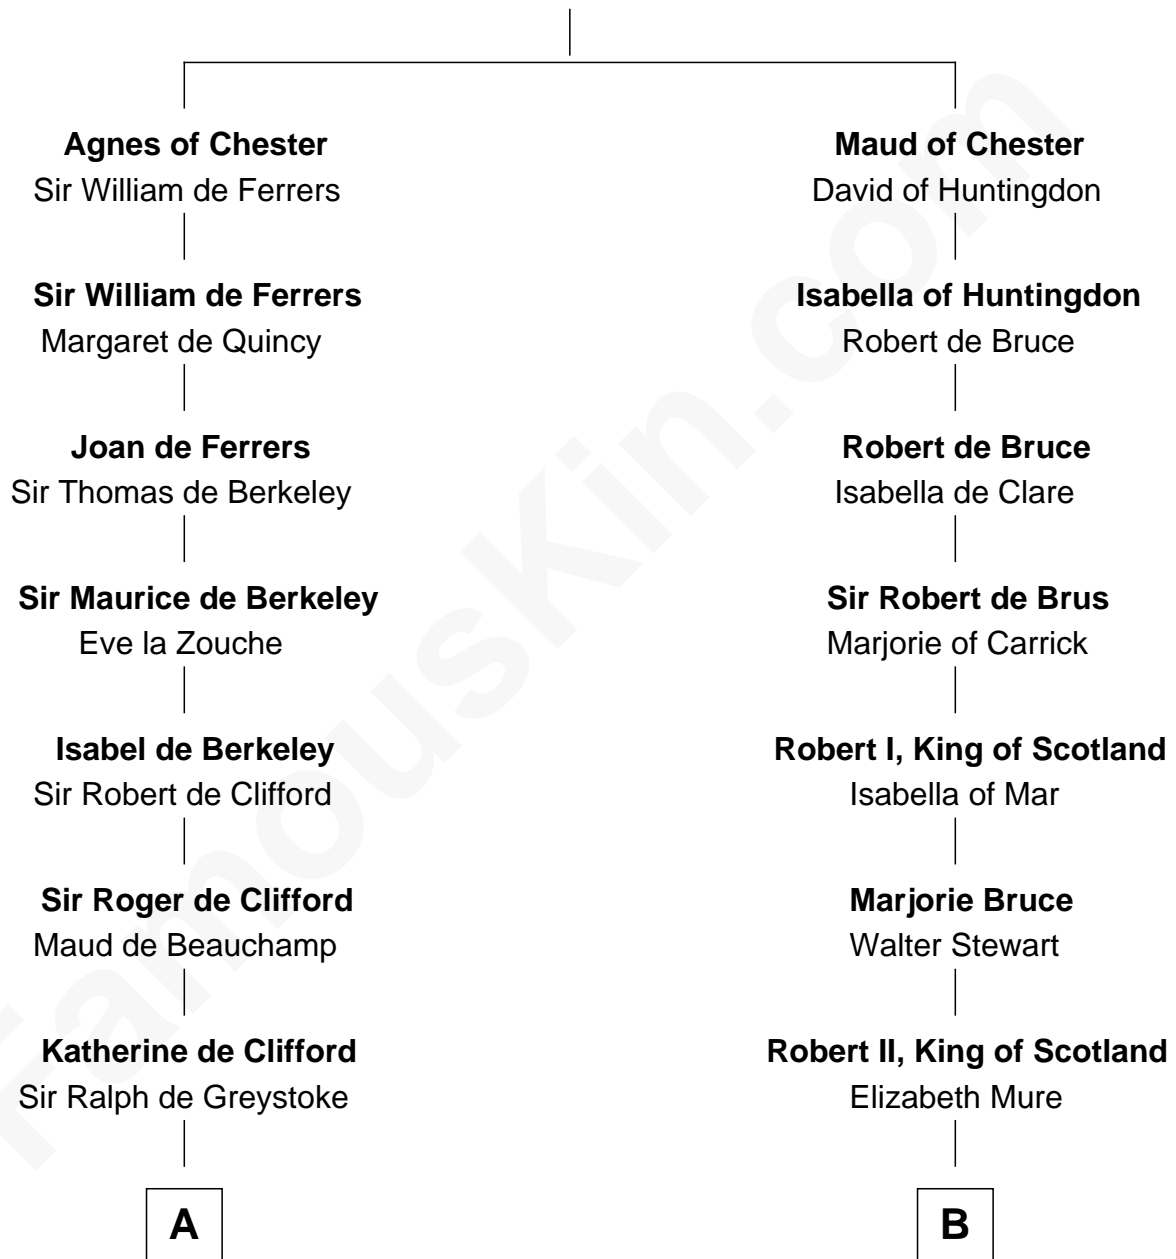 Agnes of Chester
Sir William de Ferrers
Sir William de Ferrers
Margaret de Quincy
Joan de Ferrers
Sir Thomas de Berkeley
Sir Maurice de Berkeley
Eve la Zouche
Isabel de Berkeley
Sir Robert de Clifford
Sir Roger de Clifford
Maud de Beauchamp
Katherine de Clifford
Sir Ralph de Greystoke
A
Maud of Chester
David of Huntingdon
Isabella of Huntingdon
Robert de Bruce
Robert de Bruce
Isabella de Clare
Sir Robert de Brus
Marjorie of Carrick
Robert I, King of Scotland
Isabella of Mar
Marjorie Bruce
Walter Stewart
Robert II, King of Scotland
Elizabeth Mure
B
FamousKin.com